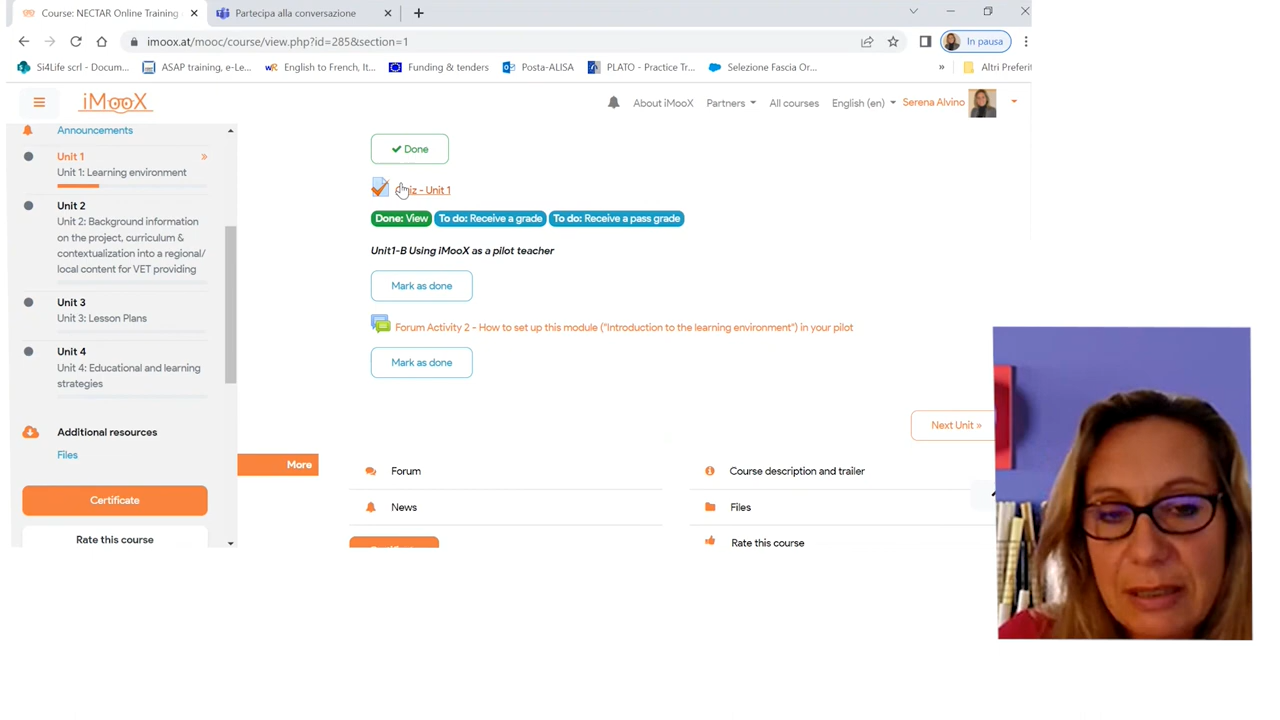 Course: NECTAR Online Training
Partecipa alla conversazione
imoox.at/mooc/course/view.php?id=285&section=1
In pausa
Si4Life scrl - Docum...
ASAP training, e-Le...
English to French, It...
Funding & tenders
Posta-ALISA
PLATO - Practice Tr...
Selezione Fascia Or...
»
Altri Preferit
iMooX
About iMooX
Partners
All courses
English (en)
Serena Alvino
Announcements
Unit 1
»
Unit 1: Learning environment
Unit 2
Unit 2: Background information
on the project, curriculum &
contextualization into a regional/
local content for VET providing
Unit 3
Unit 3: Lesson Plans
Unit 4
Unit 4: Educational and learning
strategies
Additional resources
Files
Certificate
Rate this course
Done
- Unit 1
Done: View
To do: Receive a grade
To do: Receive a pass grade
Unit1-B Using iMooX as a pilot teacher
Mark as done
Forum Activity 2 - How to set up this module ("Introduction to the learning environment") in your pilot
Mark as done
Next Unit »
More
Forum
Course description and trailer
News
Files
Rate this course